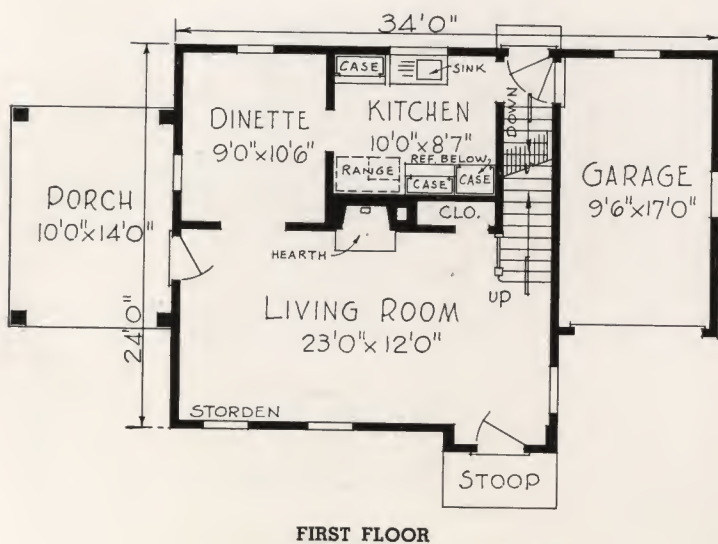 34'0"
CASE
SINK
DINETTE
9'0"x10'6"
KITCHEN
10'0"x8'7"
REF. BELOW
RANGE
CASE
CASE
DOWN
GARAGE
9'6"x17'0"
PORCH
10'0"x14'0"
CLO.
HEARTH
UP
LIVING ROOM
23'0"x12'0"
24'0"
STORDEN
STOOP
FIRST FLOOR